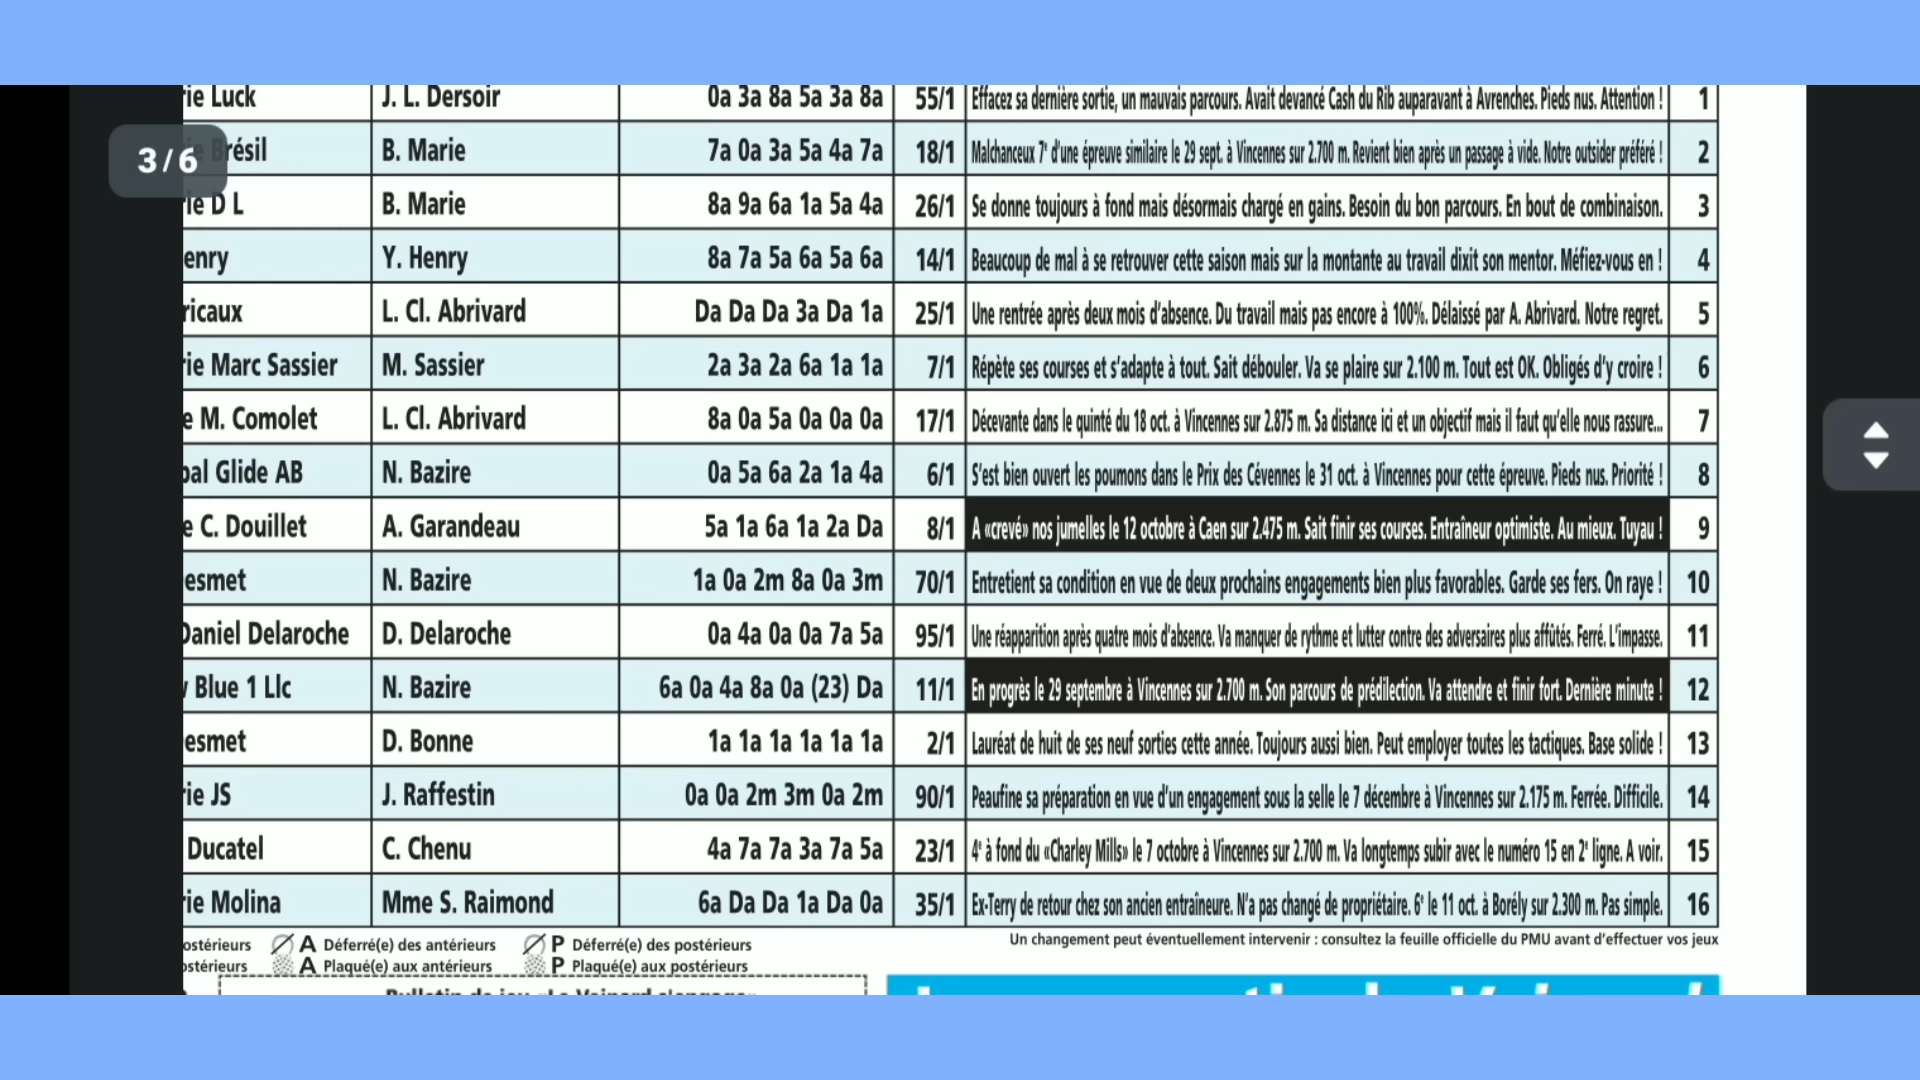 rie Luck J. L. Dersoir 0a 3a 8a 5a 3a 8a 55/1 Effacez sa dernière sortie, un mauvais parcours. Avait devancé Cash du Rib auparavant à Avrenches. Pieds nus. Attention ! 1
3/6 Brésil B. Marie 7a 0a 3a 5a 4a 7a 18/1 Malchanceux 7e d'une épreuve similaire le 29 sept. à Vincennes sur 2.700 m. Revient bien après un passage à vide. Notre outsider préféré ! 2
ie D L B. Marie 8a 9a 6a 1a 5a 4a 26/1 Se donne toujours à fond mais désormais chargé en gains. Besoin du bon parcours. En bout de combinaison. 3
enry Y. Henry 8a 7a 5a 6a 5a 6a 14/1 Beaucoup de mal à se retrouver cette saison mais sur la montante au travail dixit son mentor. Méfiez-vous en ! 4
ricaux L. Cl. Abrivard Da Da Da 3a Da 1a 25/1 Une rentrée après deux mois d'absence. Du travail mais pas encore à 100%. Délaissé par A. Abrivard. Notre regret. 5
rie Marc Sassier M. Sassier 2a 3a 2a 6a 1a 1a 7/1 Répète ses courses et s'adapte à tout. Sait débouler. Va se plaire sur 2.100 m. Tout est OK. Obligés d'y croire ! 6
e M. Comolet L. Cl. Abrivard 8a 0a 5a 0a 0a 0a 17/1 Décevante dans le quinté du 18 oct. à Vincennes sur 2.875 m. Sa distance ici et un objectif mais il faut qu'elle nous rassure... 7
bal Glide AB N. Bazire 0a 5a 6a 2a 1a 4a 6/1 S'est bien ouvert les poumons dans le Prix des Cévennes le 31 oct. à Vincennes pour cette épreuve. Pieds nus. Priorité ! 8
e C. Douillet A. Garandeau 5a 1a 6a 1a 2a Da 8/1 A «crevé» nos jumelles le 12 octobre à Caen sur 2.475 m. Sait finir ses courses. Entraîneur optimiste. Au mieux. Tuyau ! 9
esmet N. Bazire 1a 0a 2m 8a 0a 3m 70/1 Entretient sa condition en vue de deux prochains engagements bien plus favorables. Garde ses fers. On raye ! 10
Daniel Delaroche D. Delaroche 0a 4a 0a 0a 7a 5a 95/1 Une réapparition après quatre mois d'absence. Va manquer de rythme et lutter contre des adversaires plus affûtés. Ferré. L'impasse. 11
Blue 1 Llc N. Bazire 6a 0a 4a 8a 0a (23) Da 11/1 En progrès le 29 septembre à Vincennes sur 2.700 m. Son parcours de prédilection. Va attendre et finir fort. Dernière minute ! 12
esmet D. Bonne 1a 1a 1a 1a 1a 1a 2/1 Lauréat de huit de ses neuf sorties cette année. Toujours aussi bien. Peut employer toutes les tactiques. Base solide ! 13
rie JS J. Raffestin 0a 0a 2m 3m 0a 2m 90/1 Peaufine sa préparation en vue d'un engagement sous la selle le 7 décembre à Vincennes sur 2.175 m. Ferrée. Difficile. 14
Ducatel C. Chenu 4a 7a 7a 3a 7a 5a 23/1 4e à fond du «Charley Mills» le 7 octobre à Vincennes sur 2.700 m. Va longtemps subir avec le numéro 15 en 2e ligne. A voir. 15
rie Molina Mme S. Raimond 6a Da Da 1a Da 0a 35/1 Ex-Terry de retour chez son ancien entraîneure. N'a pas changé de propriétaire. 6e le 11 oct. à Borély sur 2.300 m. Pas simple. 16
ostérieurs A Déferré(e) des antérieurs P Déferré(e) des postérieurs Un changement peut éventuellement intervenir : consultez la feuille officielle du PMU avant d'effectuer vos jeux
ostérieurs A Plaqué(e) aux antérieurs P Plaqué(e) aux postérieurs